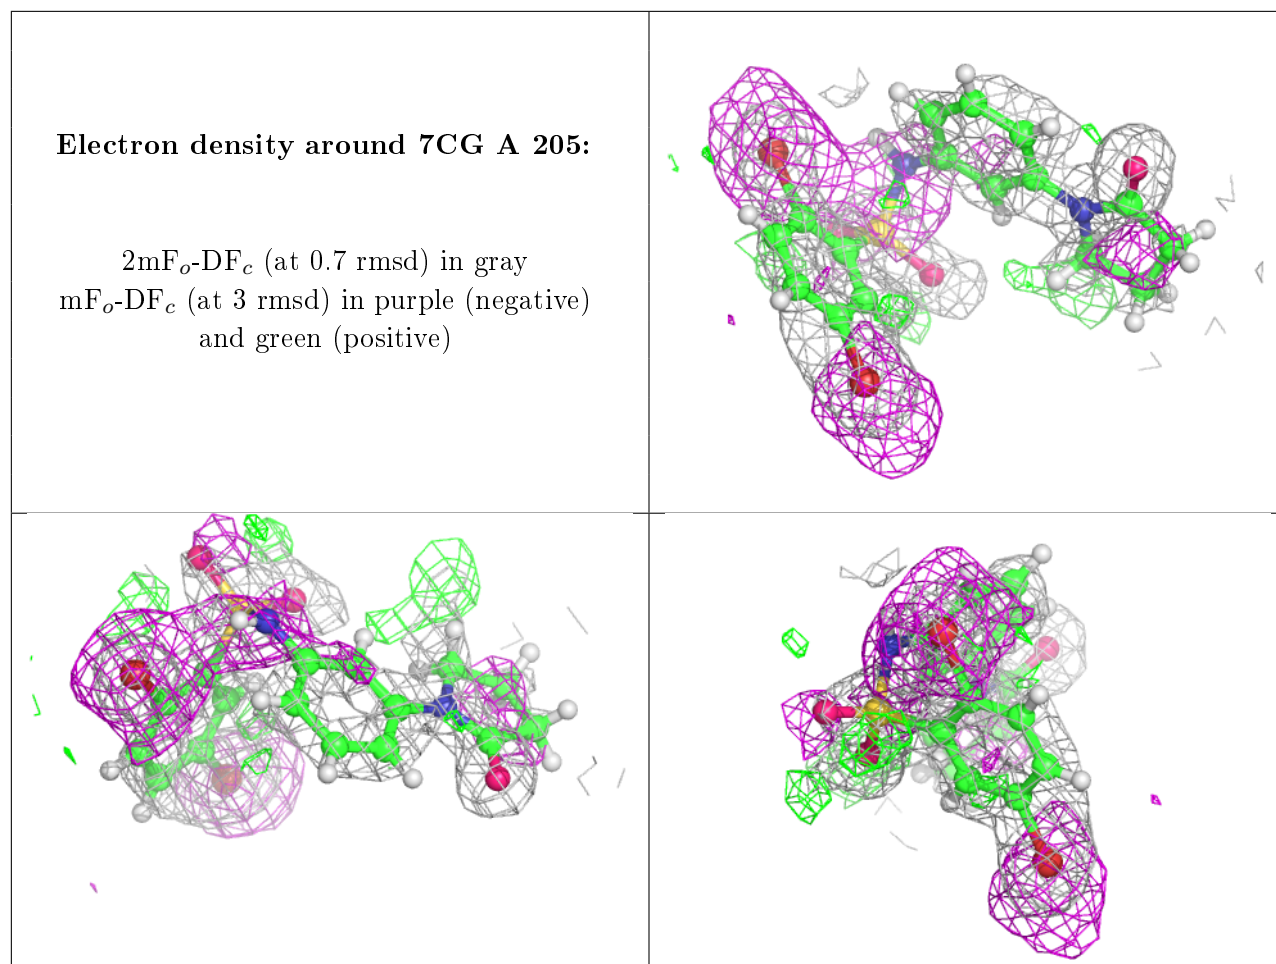 Electron density around 7CG A 205:
2mFo-DFc (at 0.7 rmsd) in gray
mFo-DFc (at 3 rmsd) in purple (negative)
and green (positive)